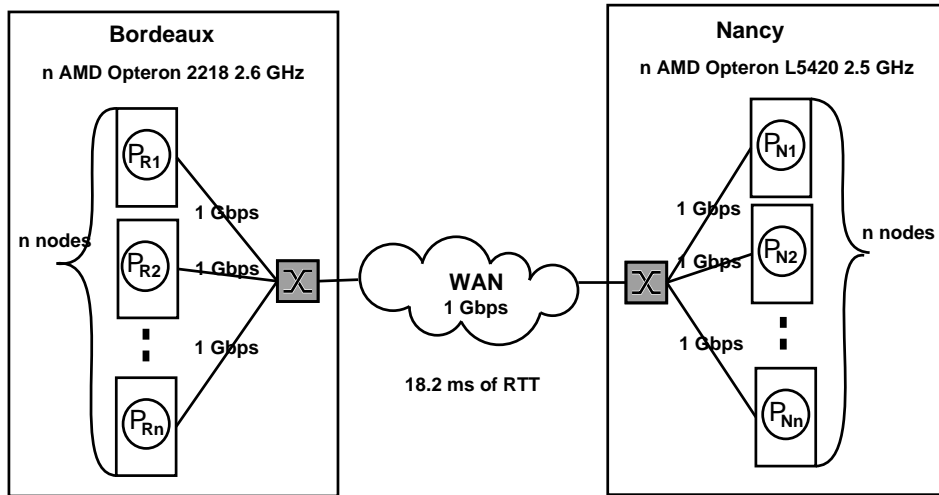 Bordeaux
n AMD Opteron 2218 2.6 GHz
PR1
1 Gbps
n nodes
PR2
1 Gbps
1 Gbps
PRn
WAN
1 Gbps
18.2 ms of RTT
Nancy
n AMD Opteron L5420 2.5 GHz
PN1
1 Gbps
n nodes
PN2
1 Gbps
1 Gbps
PNn